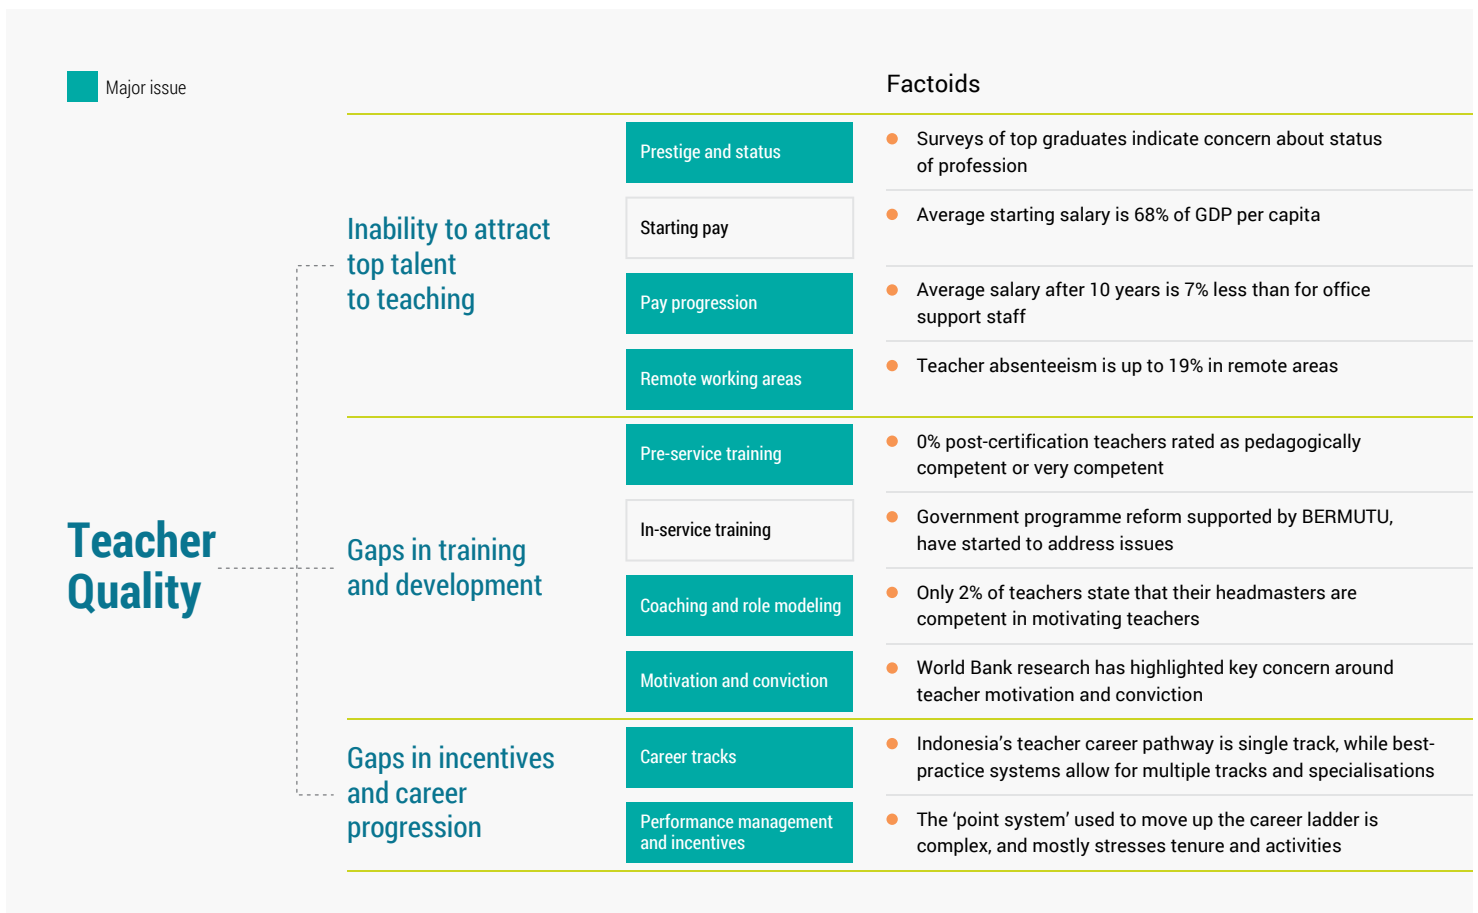 Major issue
Factoids
Teacher
Quality
Inability to attract
top talent
to teaching
Prestige and status
Surveys of top graduates indicate concern about status
of profession
Starting pay
Average starting salary is 68% of GDP per capita
Pay progression
Average salary after 10 years is 7% less than for office
support staff
Remote working areas
Teacher absenteeism is up to 19% in remote areas
Gaps in training
and development
Pre-service training
0% post-certification teachers rated as pedagogically
competent or very competent
In-service training
Government programme reform supported by BERMUTU,
have started to address issues
Coaching and role modeling
Only 2% of teachers state that their headmasters are
competent in motivating teachers
Motivation and conviction
World Bank research has highlighted key concern around
teacher motivation and conviction
Gaps in incentives
and career
progression
Career tracks
Indonesia’s teacher career pathway is single track, while best-
practice systems allow for multiple tracks and specialisations
Performance management
and incentives
The ‘point system’ used to move up the career ladder is
complex, and mostly stresses tenure and activities